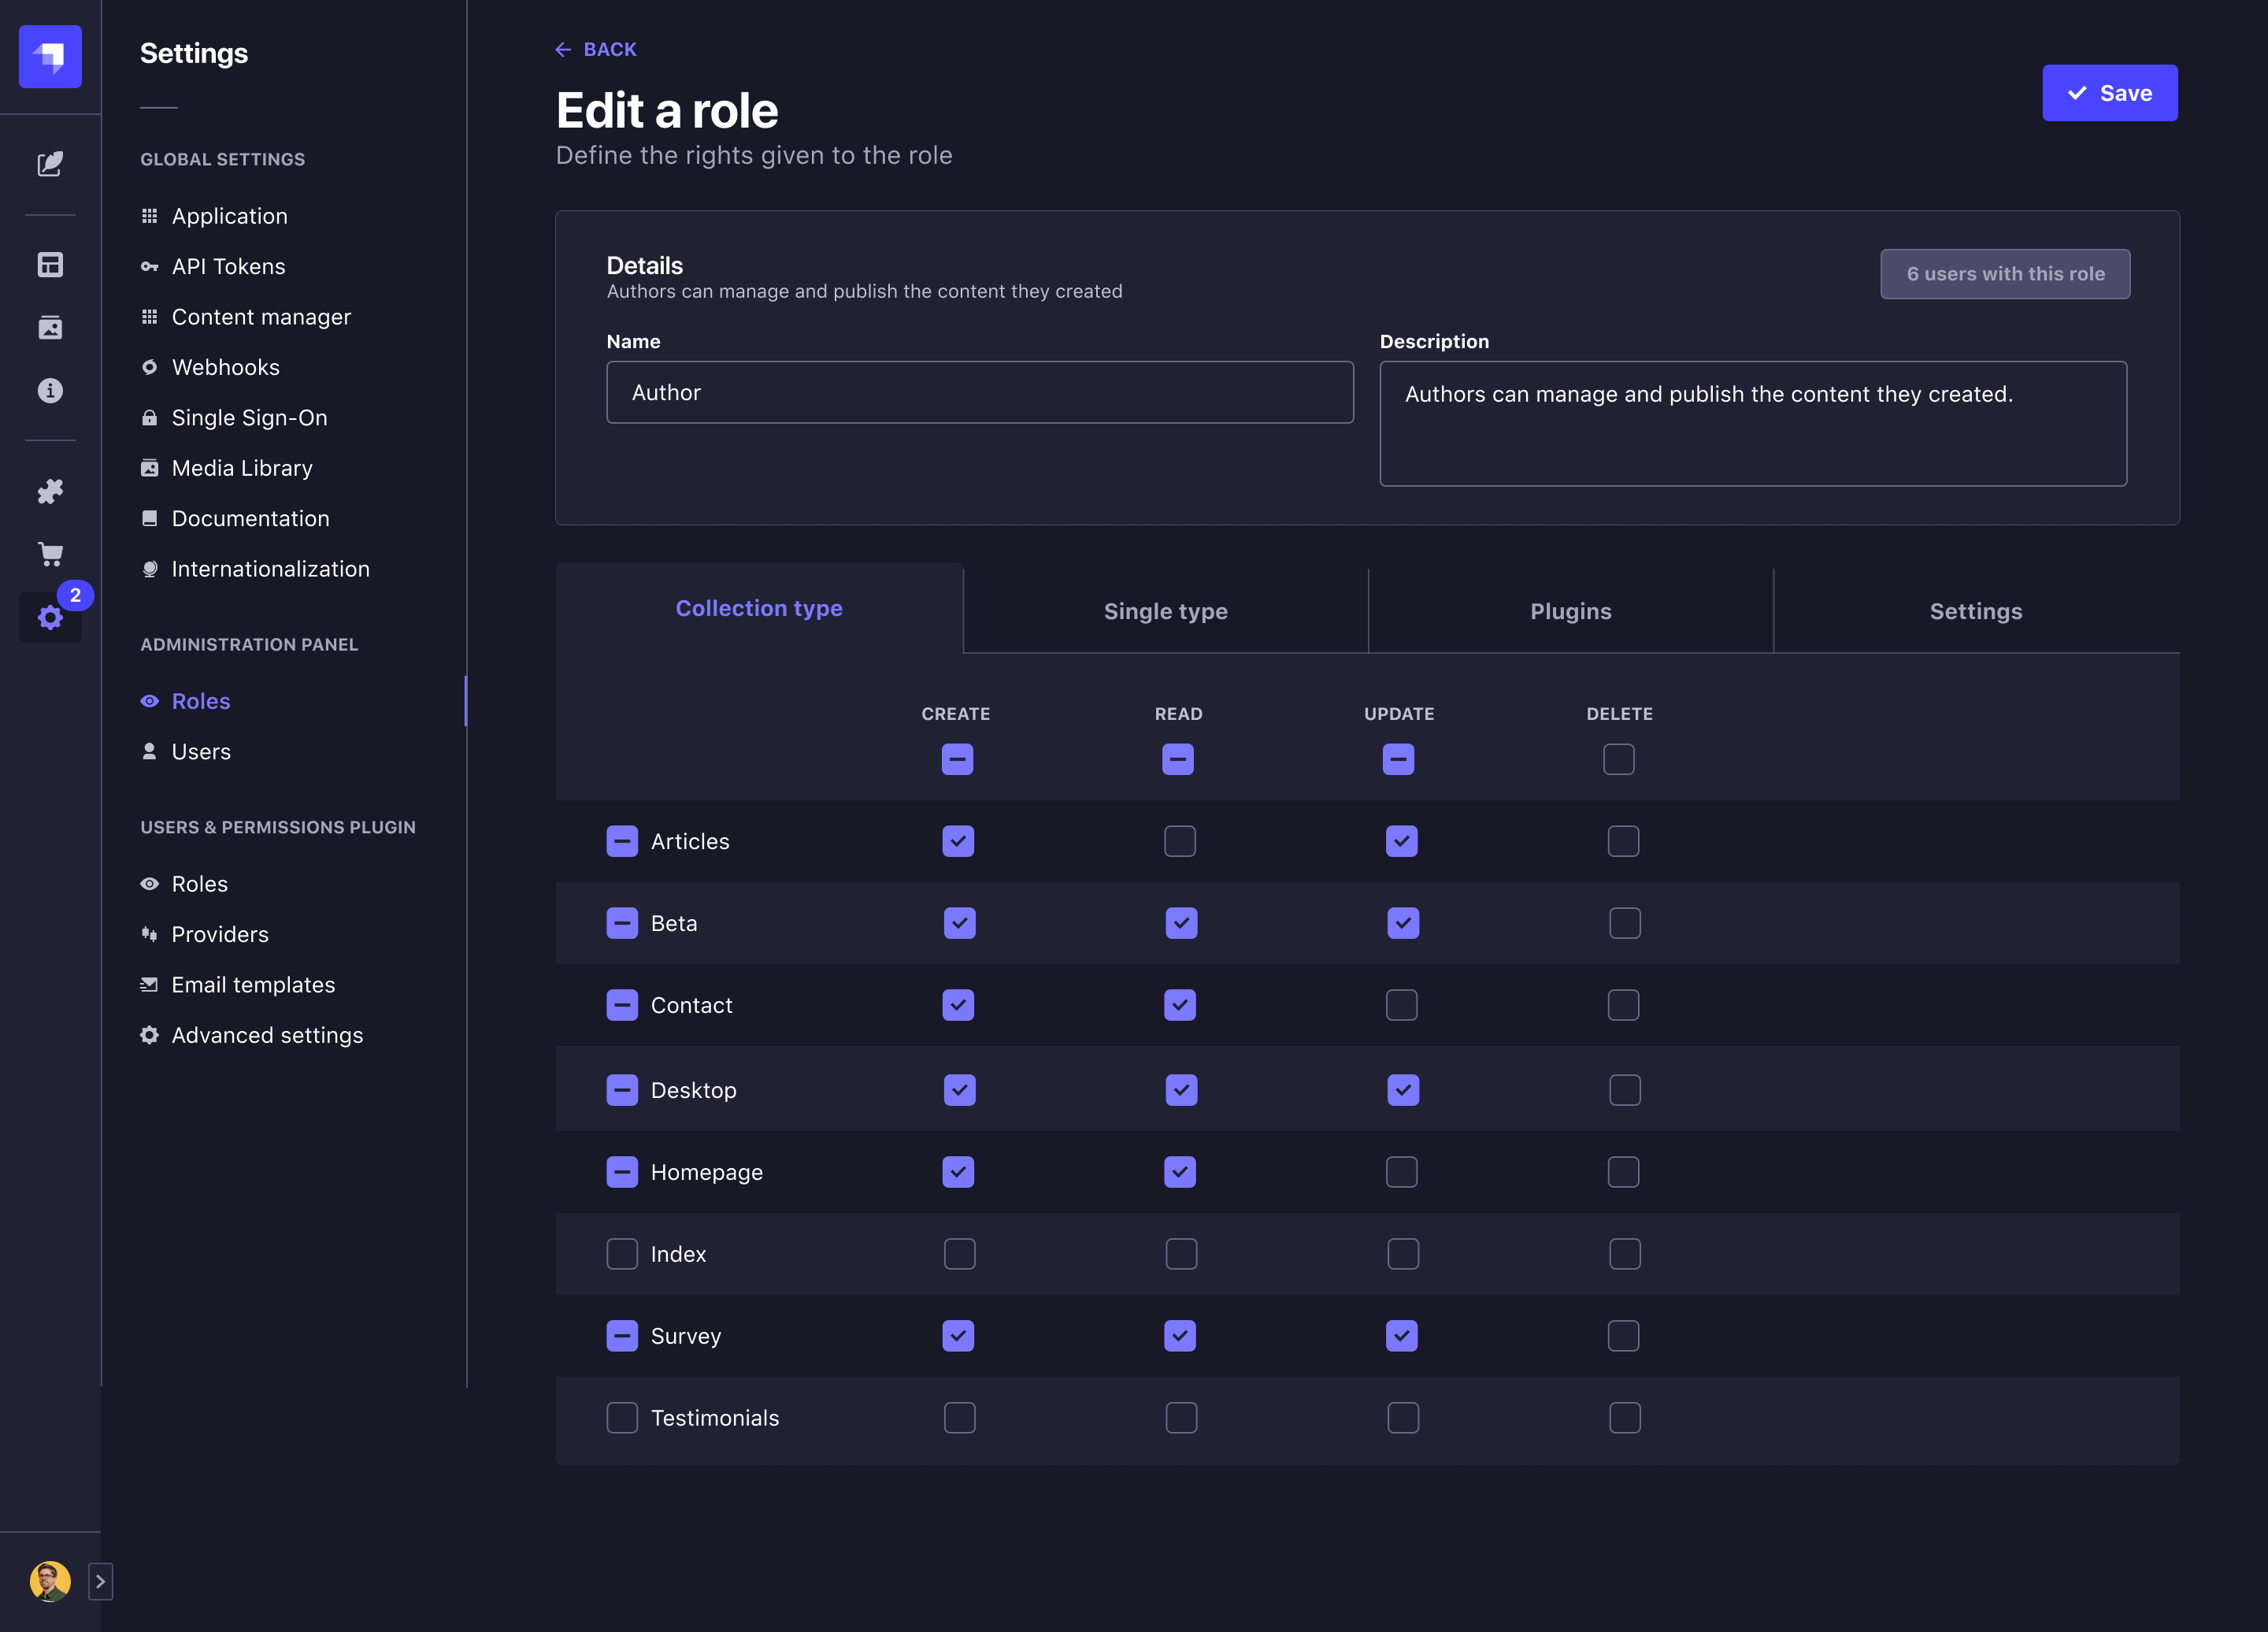 Settings
GLOBAL SETTINGS
Application
API Tokens
Content manager
Webhooks
Single Sign-On
Media Library
Documentation
Internationalization
2
ADMINISTRATION PANEL
Roles
Users
USERS & PERMISSIONS PLUGIN
Roles
Providers
Email templates
Advanced settings
BACK
Edit a role
Define the rights given to the role
Save
Details
Authors can manage and publish the content they created
6 users with this role
Name
Author
Description
Authors can manage and publish the content they created.
Collection type
Single type
Plugins
Settings
CREATE
READ
UPDATE
DELETE
Articles
Beta
Contact
Desktop
Homepage
Index
Survey
Testimonials